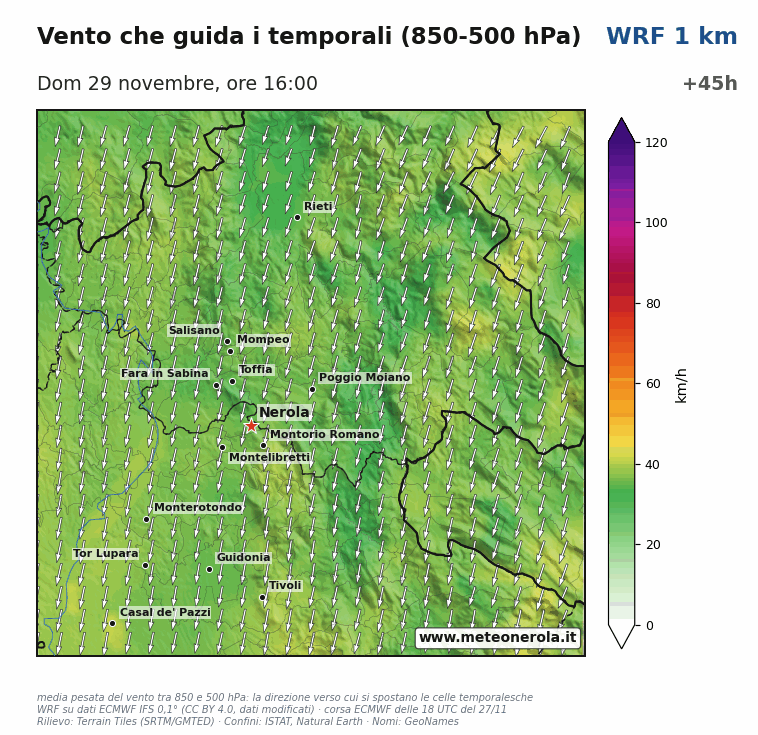 Vento che guida i temporali (850-500 hPa) WRF 1 km
Dom 29 novembre, ore 16:00 +45h
120
Rieti
100
80
Salisano
Mompeo
Fara in Sabina
Toffia
Poggio Moiano
60
km/h
Nerola
Montorio Romano
Montelibretti
40
Monterotondo
Tor Lupara
Guidonia
20
Tivoli
Casal de' Pazzi
www.meteonerola.it
0
media pesata del vento tra 850 e 500 hPa: la direzione verso cui si spostano le celle temporalesche
WRF su dati ECMWF IFS 0,1° (CC BY 4.0, dati modificati) · corsa ECMWF delle 18 UTC del 27/11
Rilievo: Terrain Tiles (SRTM/GMTED) · Confini: ISTAT, Natural Earth · Nomi: GeoNames